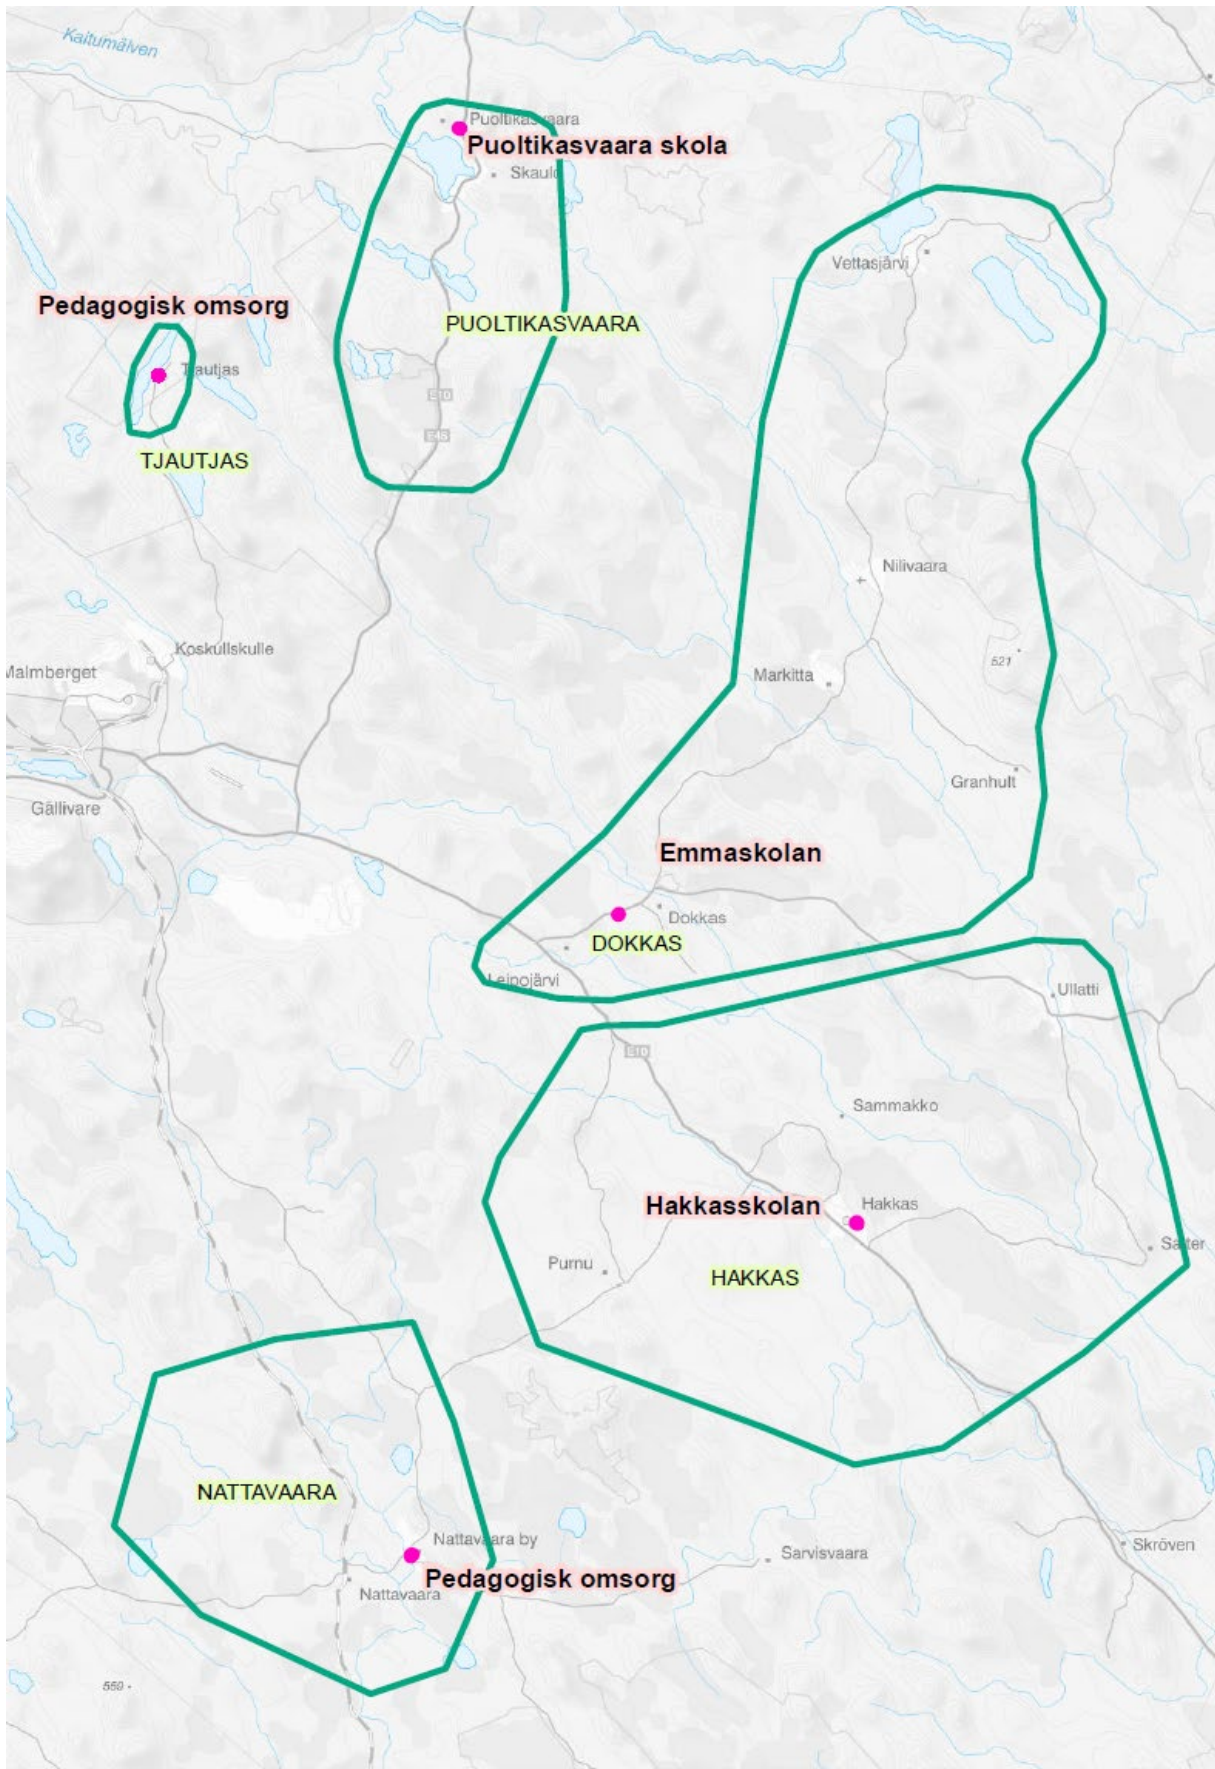 Kaitumälven
Puoltikasvaara
Puoltikasvaara skola
Skaulo
Vettasjärvi
Pedagogisk omsorg
PUOLTIKASVAARA
Tjautjas
E10
E45
TJAUTJAS
Nilivaara
Koskullskulle
521
Malmberget
Markitta
Granhult
Gällivare
Emmaskolan
Dokkas
DOKKAS
Leipojärvi
Ullatti
E10
Sammakko
Hakkasskolan
Hakkas
Satter
Purnu
HAKKAS
NATTAVAARA
Nattavaara by
Skröven
Sarvisvaara
Pedagogisk omsorg
Nattavaara
559